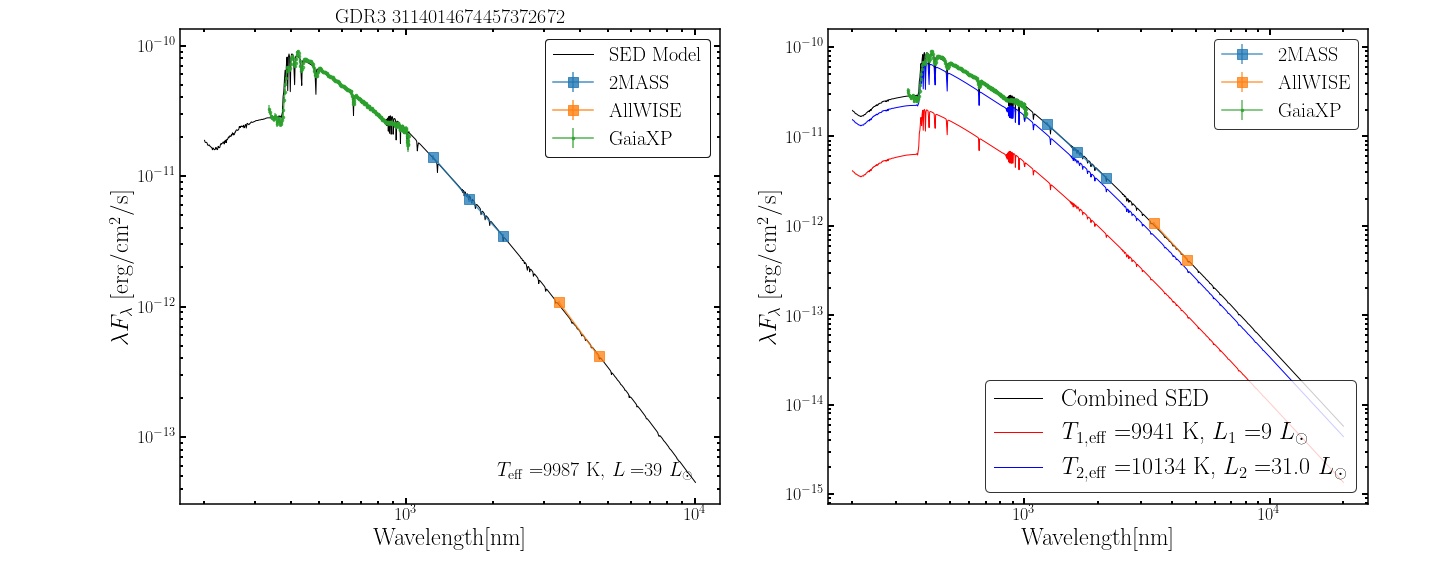 GDR3 3114014674457372672
10⁻¹⁰
10⁻¹¹
10⁻¹²
10⁻¹³
λF_λ [erg/cm²/s]
SED Model
2MASS
AllWISE
GaiaXP
T_eff =9987 K, L =39 L_⊙
10³
10⁴
Wavelength[nm]
10⁻¹⁰
10⁻¹¹
10⁻¹²
10⁻¹³
10⁻¹⁴
10⁻¹⁵
λF_λ [erg/cm²/s]
2MASS
AllWISE
GaiaXP
Combined SED
T_1,eff =9941 K, L_1 =9 L_⊙
T_2,eff =10134 K, L_2 =31.0 L_⊙
10³
10⁴
Wavelength[nm]